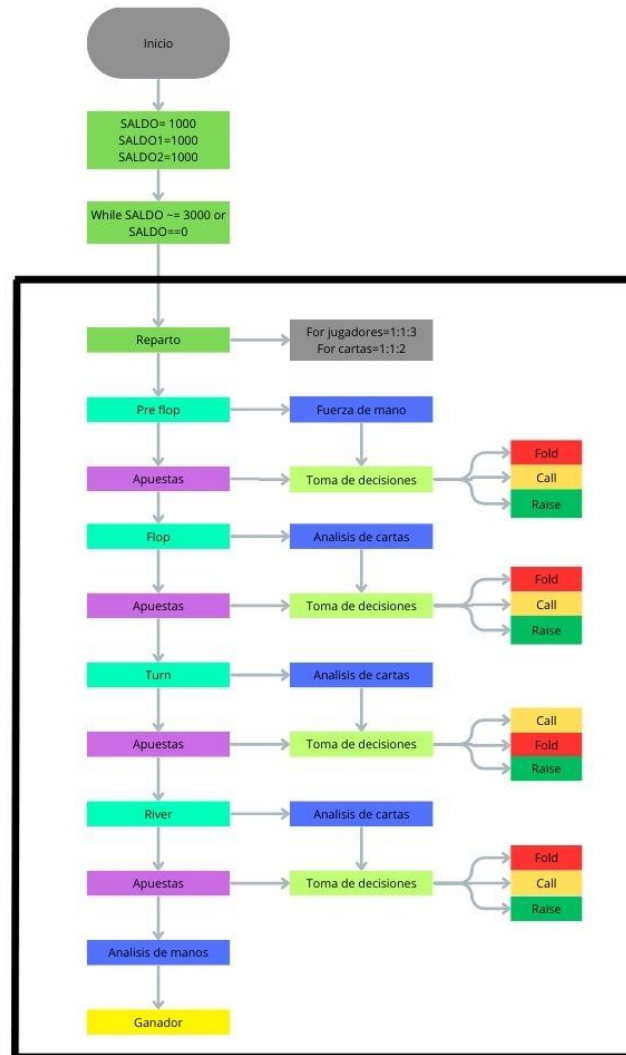 Inicio
SALDO= 1000
SALDO1=1000
SALDO2=1000
While SALDO ~= 3000 or
SALDO==0
Reparto
For jugadores=1:1:3
For cartas=1:1:2
Pre flop
Fuerza de mano
Apuestas
Toma de decisiones
Fold
Call
Raise
Flop
Analisis de cartas
Apuestas
Toma de decisiones
Fold
Call
Raise
Turn
Analisis de cartas
Apuestas
Toma de decisiones
Call
Fold
Raise
River
Analisis de cartas
Apuestas
Toma de decisiones
Fold
Call
Raise
Analisis de manos
Ganador